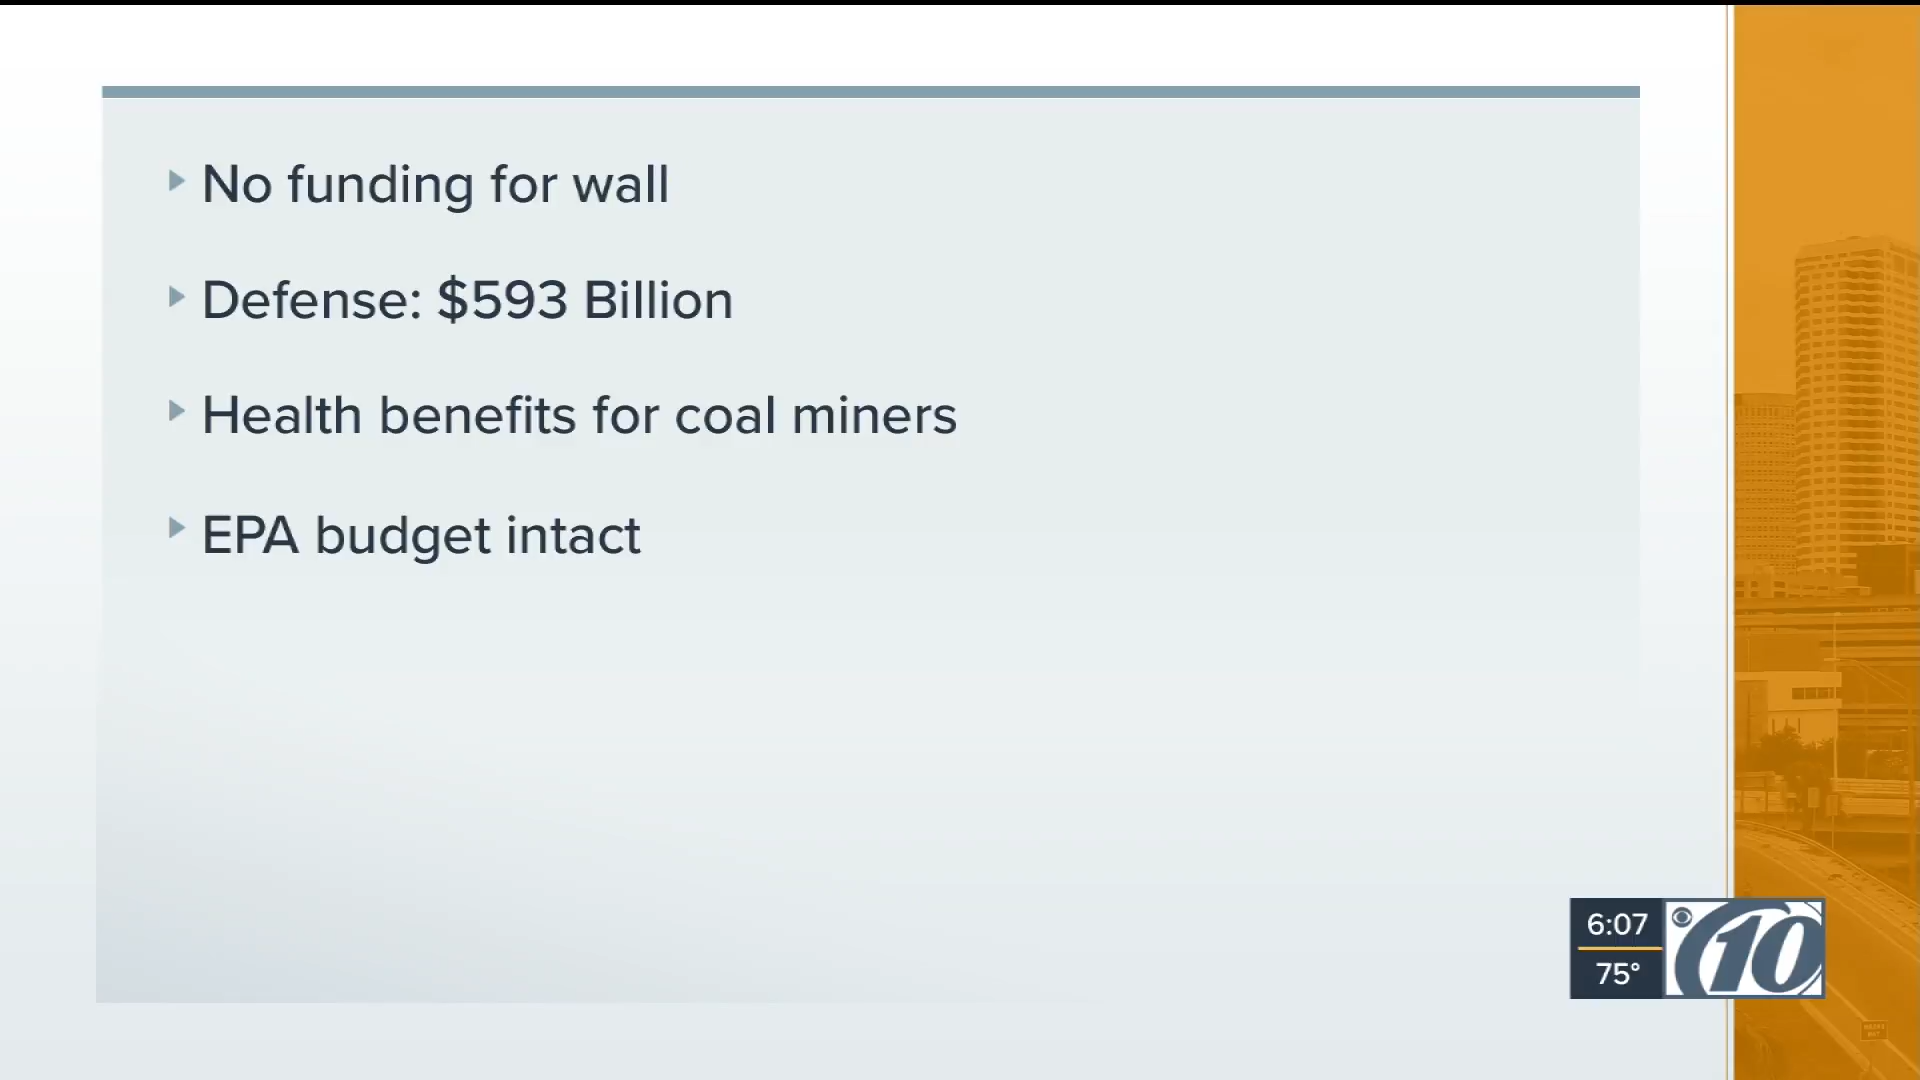 No funding for wall
Defense: $593 Billion
Health benefits for coal miners
EPA budget intact
6:07
75°
10